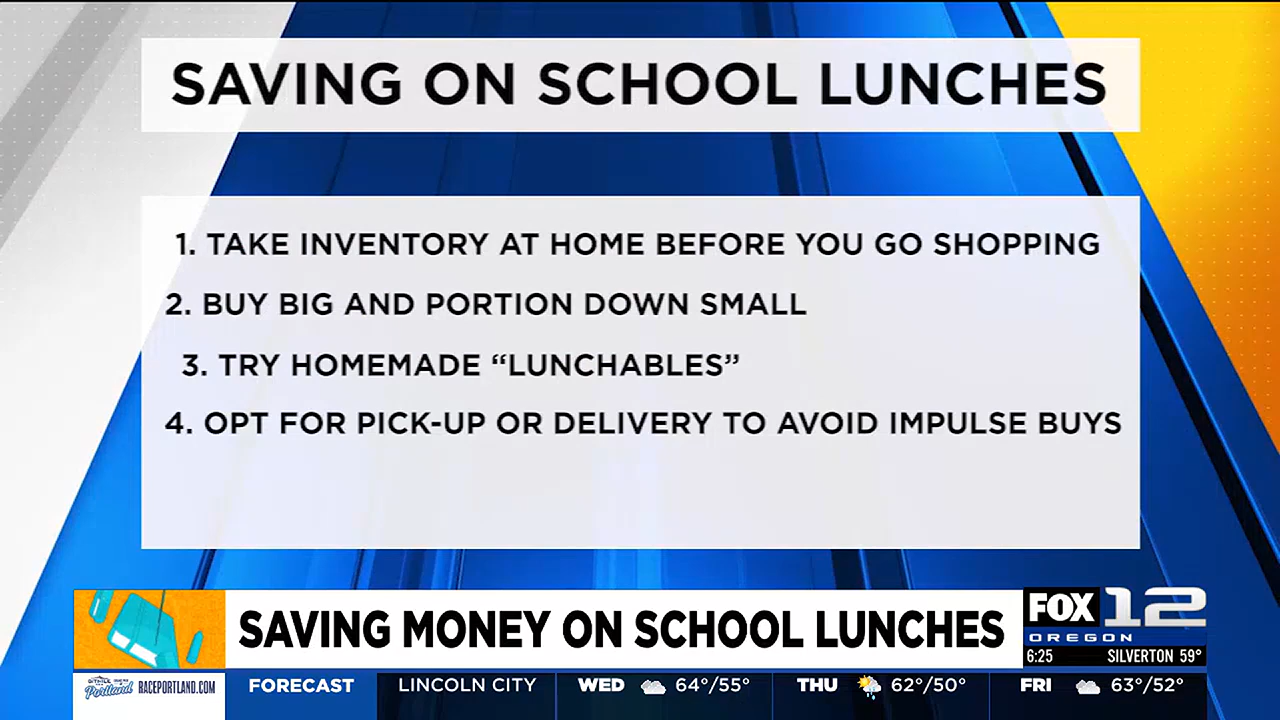 SAVING ON SCHOOL LUNCHES
1. TAKE INVENTORY AT HOME BEFORE YOU GO SHOPPING
2. BUY BIG AND PORTION DOWN SMALL
3. TRY HOMEMADE “LUNCHABLES”
4. OPT FOR PICK-UP OR DELIVERY TO AVOID IMPULSE BUYS
SAVING MONEY ON SCHOOL LUNCHES
FOX 12
OREGON
6:25 SILVERTON 59°
Portland RACEPORTLAND.COM FORECAST LINCOLN CITY WED 64°/55° THU 62°/50° FRI 63°/52°